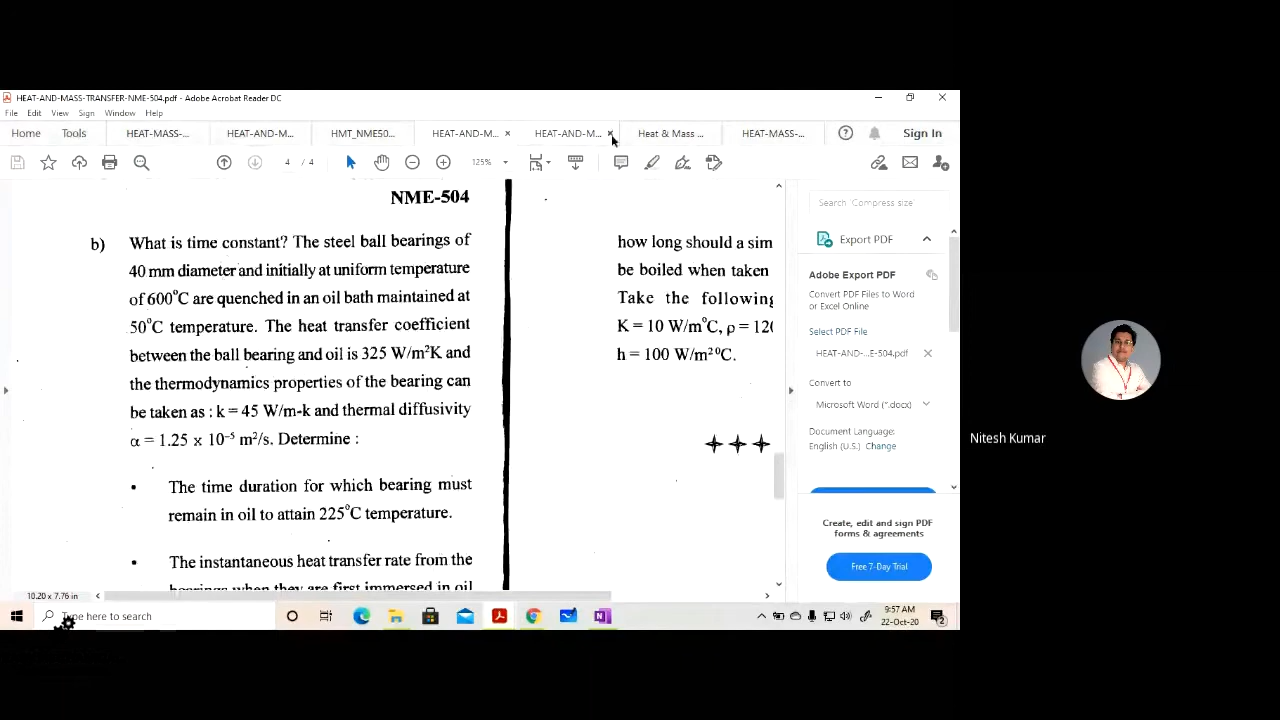 HEAT-AND-MASS-TRANSFER-NME-504.pdf - Adobe Acrobat Reader DC
File Edit View Sign Window Help
Home Tools HEAT-MASS-... HEAT-AND-M... HMT_NME50... HEAT-AND-M... HEAT-AND-M... Heat & Mass ... HEAT-MASS-... Sign In
4 / 4 125%
NME-504
b) What is time constant? The steel ball bearings of
40 mm diameter and initially at uniform temperature
of 600°C are quenched in an oil bath maintained at
50°C temperature. The heat transfer coefficient
between the ball bearing and oil is 325 W/m²K and
the thermodynamics properties of the bearing can
be taken as : k = 45 W/m-k and thermal diffusivity
α = 1.25 x 10⁻⁵ m²/s. Determine :
• The time duration for which bearing must
remain in oil to attain 225°C temperature.
• The instantaneous heat transfer rate from the
bearings when they are first immersed in oil
how long should a sim
be boiled when taken
Take the following
K = 10 W/m°C, ρ = 120
h = 100 W/m²°C.
Search 'Compress size'
Export PDF
Adobe Export PDF
Convert PDF Files to Word
or Excel Online
Select PDF File
HEAT-AND-...E-504.pdf
Convert to
Microsoft Word (*.docx)
Document Language:
English (U.S.) Change
Create, edit and sign PDF
forms & agreements
Free 7-Day Trial
10.20 x 7.76 in
Type here to search
9:57 AM
22-Oct-20
2
Nitesh Kumar